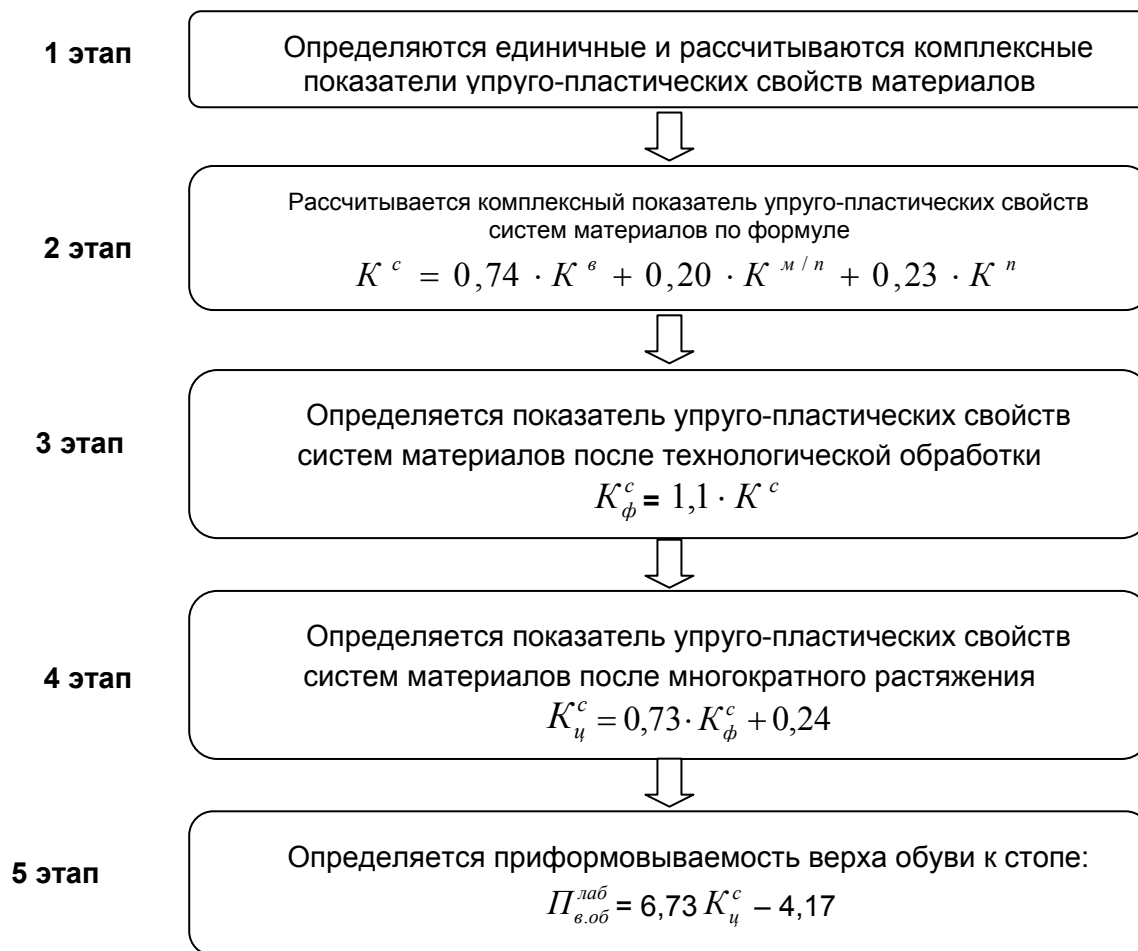 1 этап
Определяются единичные и рассчитываются комплексные
показатели упруго-пластических свойств материалов
2 этап
Рассчитывается комплексный показатель упруго-пластических свойств
систем материалов по формуле
К^с = 0,74 · К^в + 0,20 · К^м/п + 0,23 · К^п
3 этап
Определяется показатель упруго-пластических свойств
систем материалов после технологической обработки
К^с_ф = 1,1 · К^с
4 этап
Определяется показатель упруго-пластических свойств
систем материалов после многократного растяжения
К^с_ц = 0,73 · К^с_ф + 0,24
5 этап
Определяется приформовываемость верха обуви к стопе:
П^лаб_в.об = 6,73 К^с_ц – 4,17